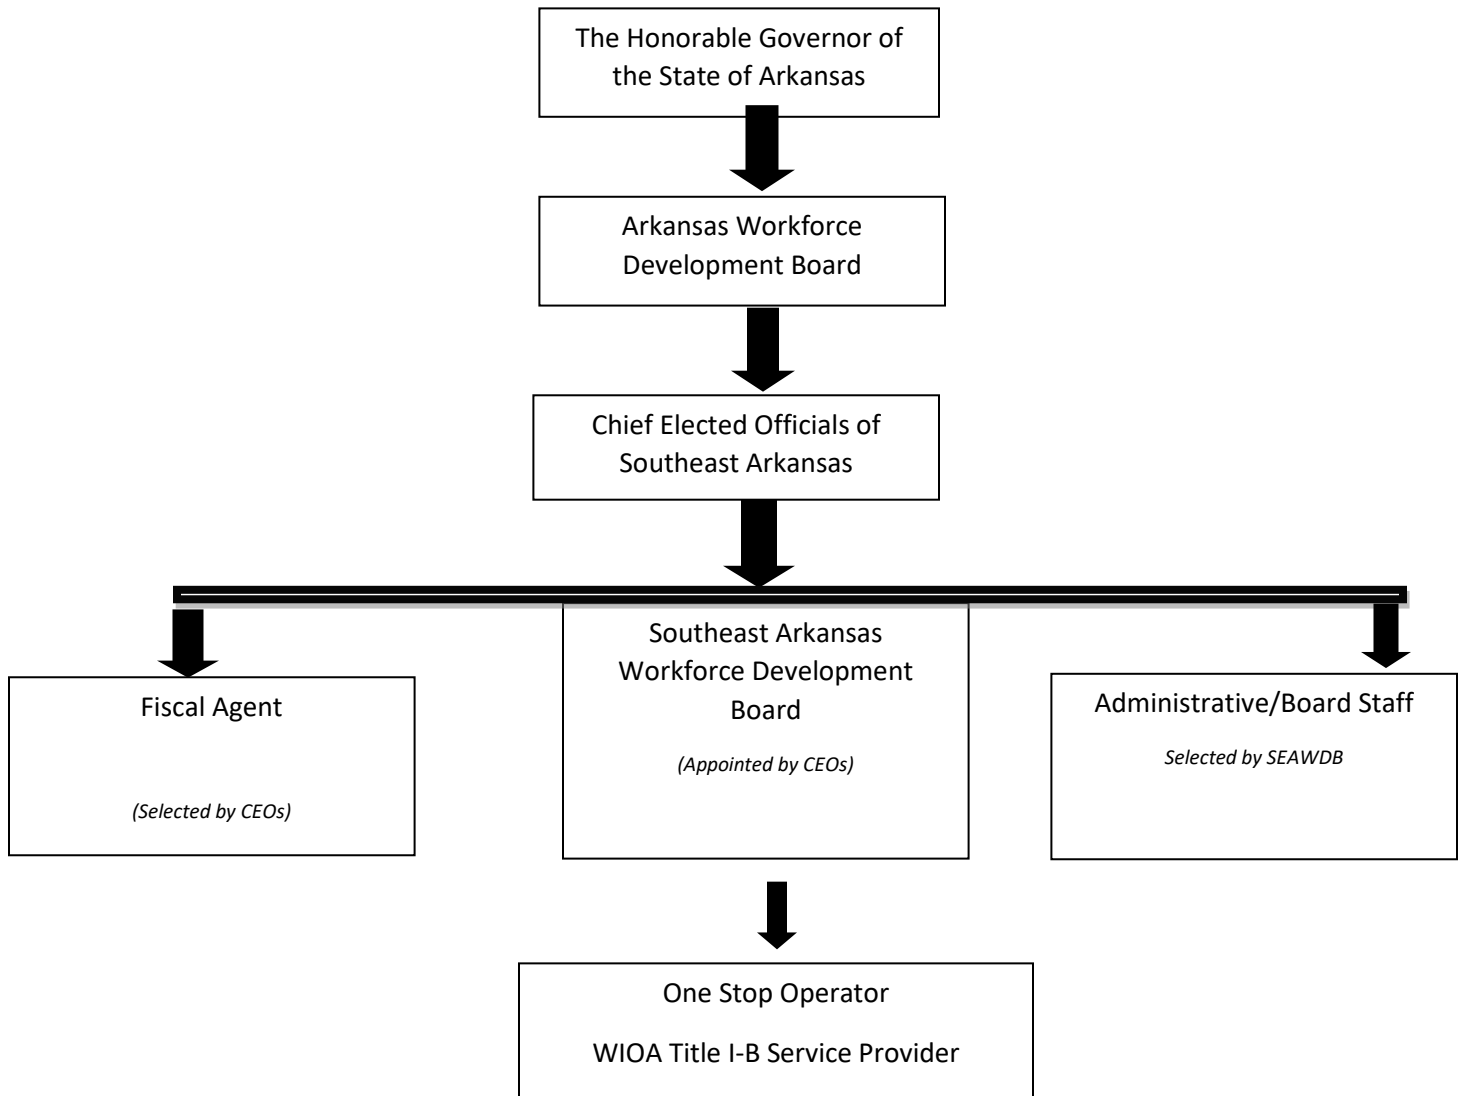 The Honorable Governor of
the State of Arkansas
Arkansas Workforce
Development Board
Chief Elected Officials of
Southeast Arkansas
Fiscal Agent
(Selected by CEOs)
Southeast Arkansas
Workforce Development
Board
(Appointed by CEOs)
Administrative/Board Staff
Selected by SEAWDB
One Stop Operator
WIOA Title I-B Service Provider